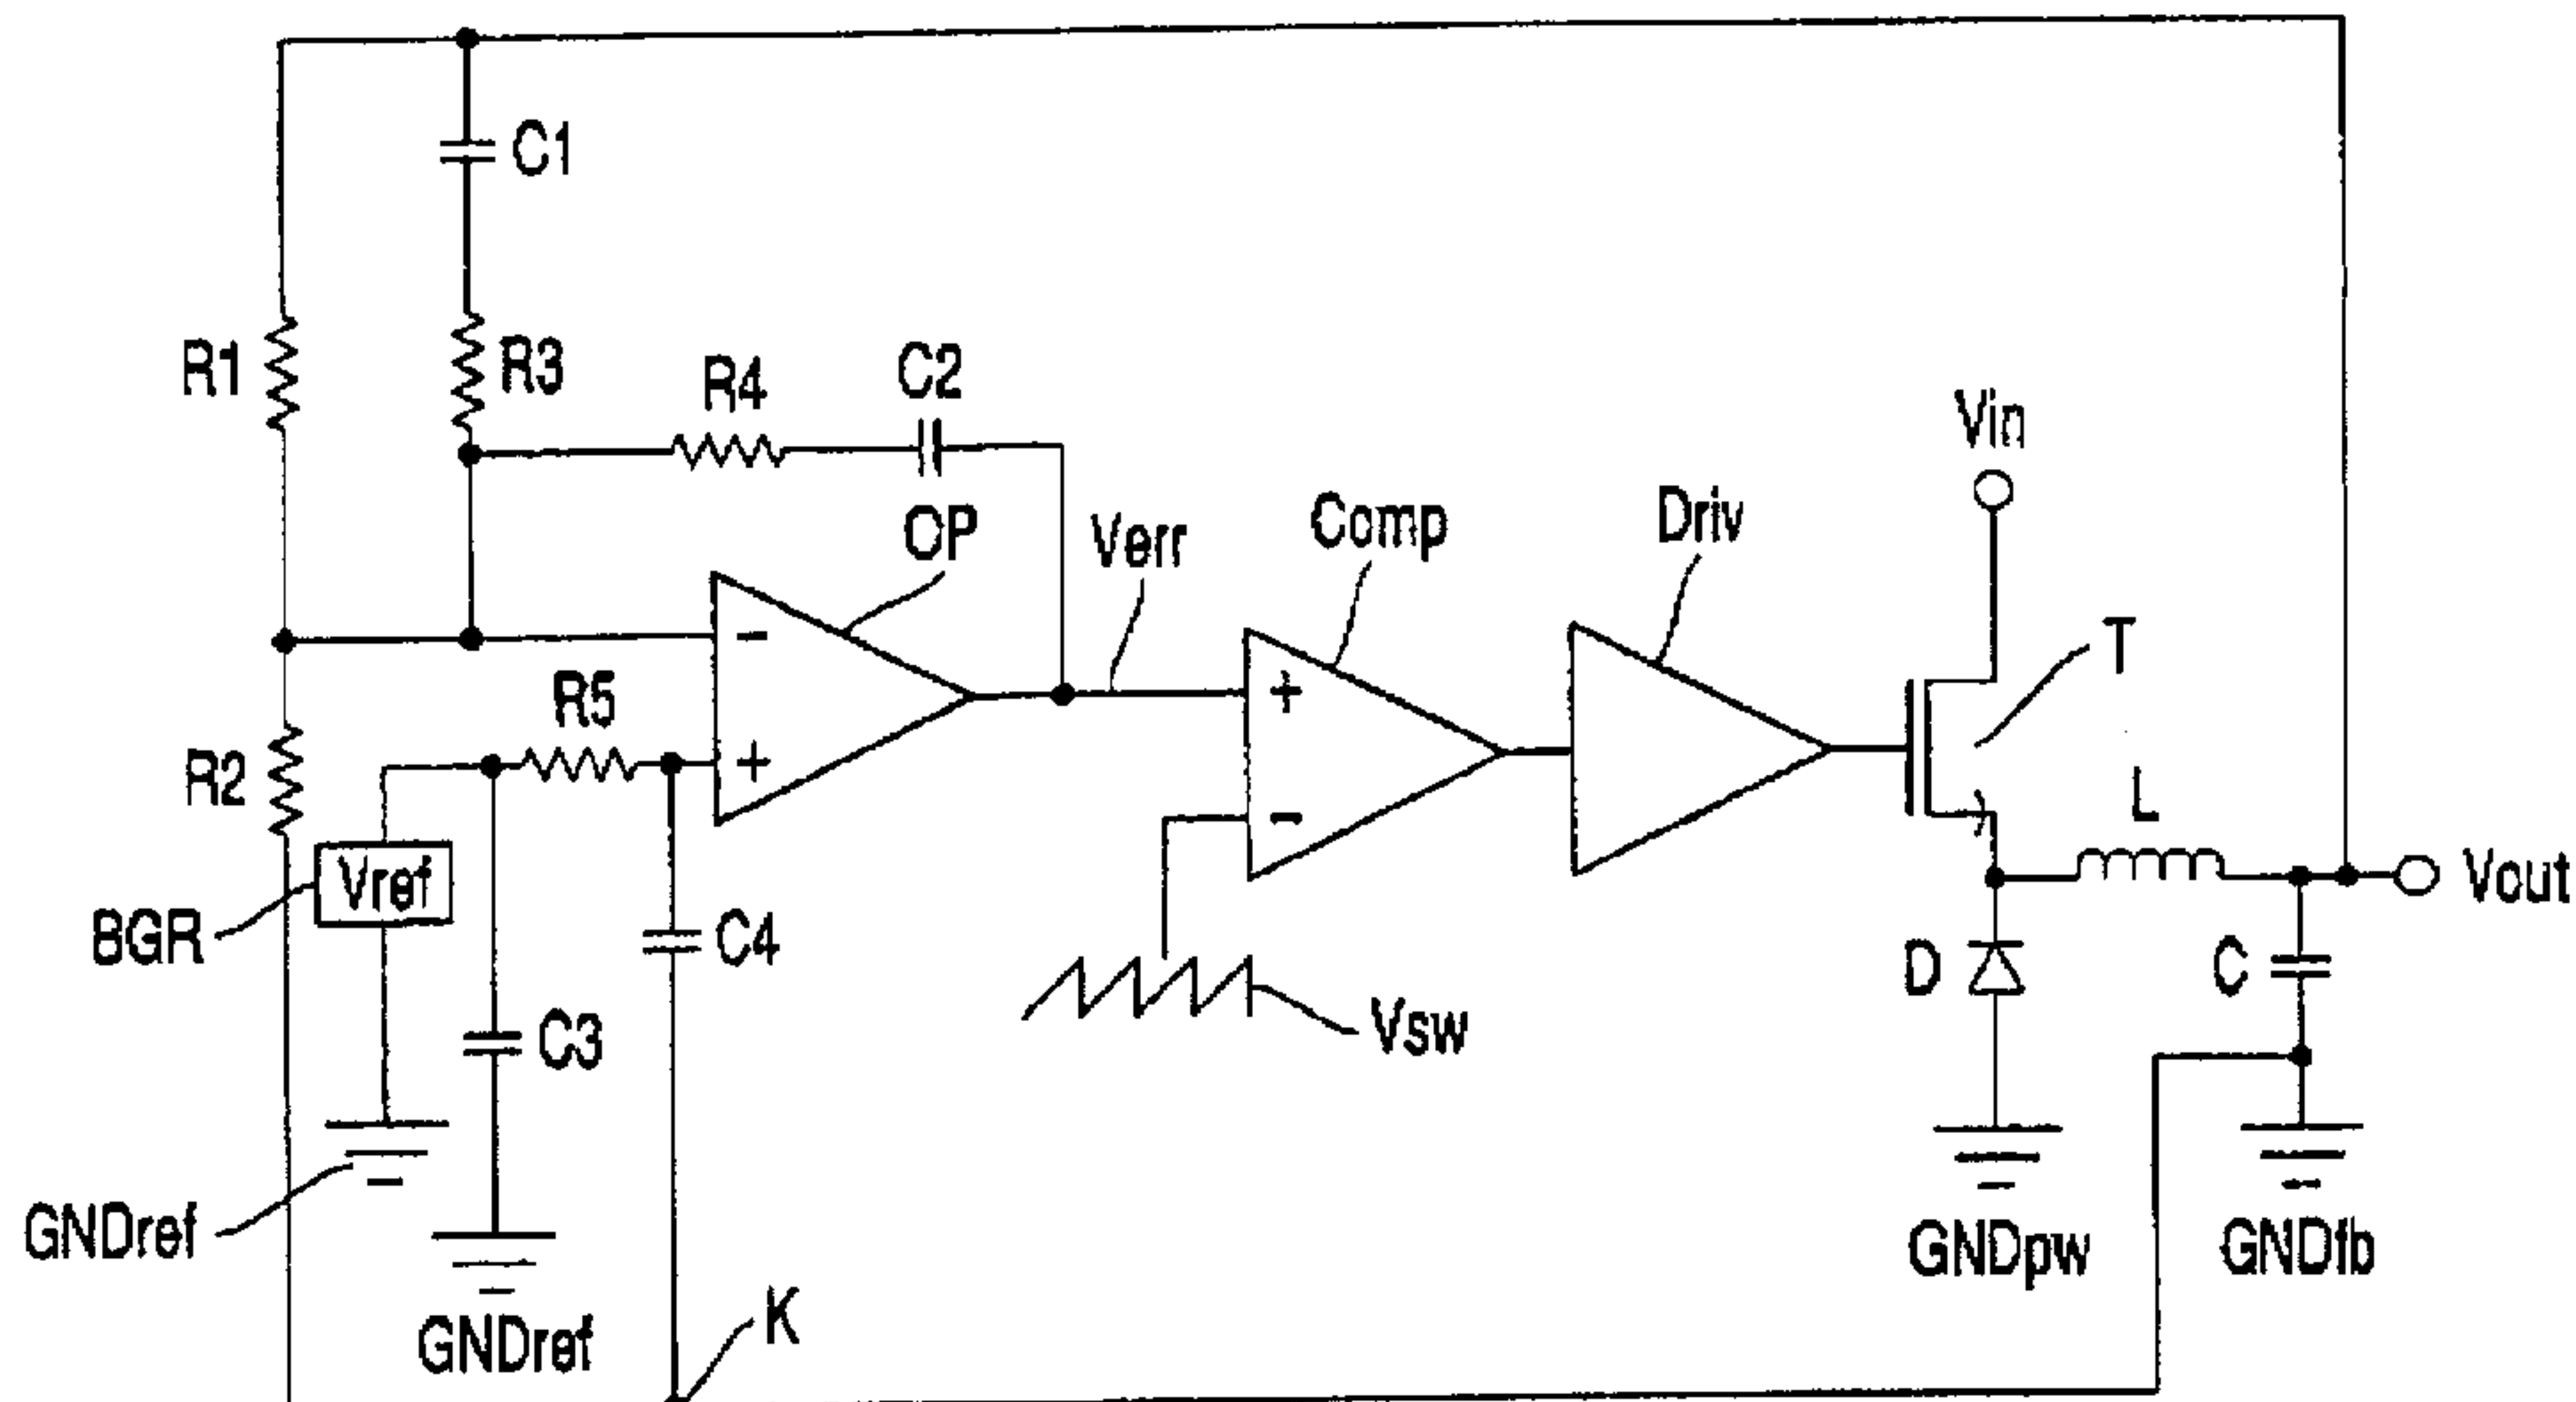 C1
R1
R3
R4
C2
OP
Verr
Comp
Driv
Vin
T
-
+
R5
R2
+
-
L
Vout
Vref
BGR
C4
D
C
Vsw
C3
GNDref
GNDpw
GNDfb
K
GNDref